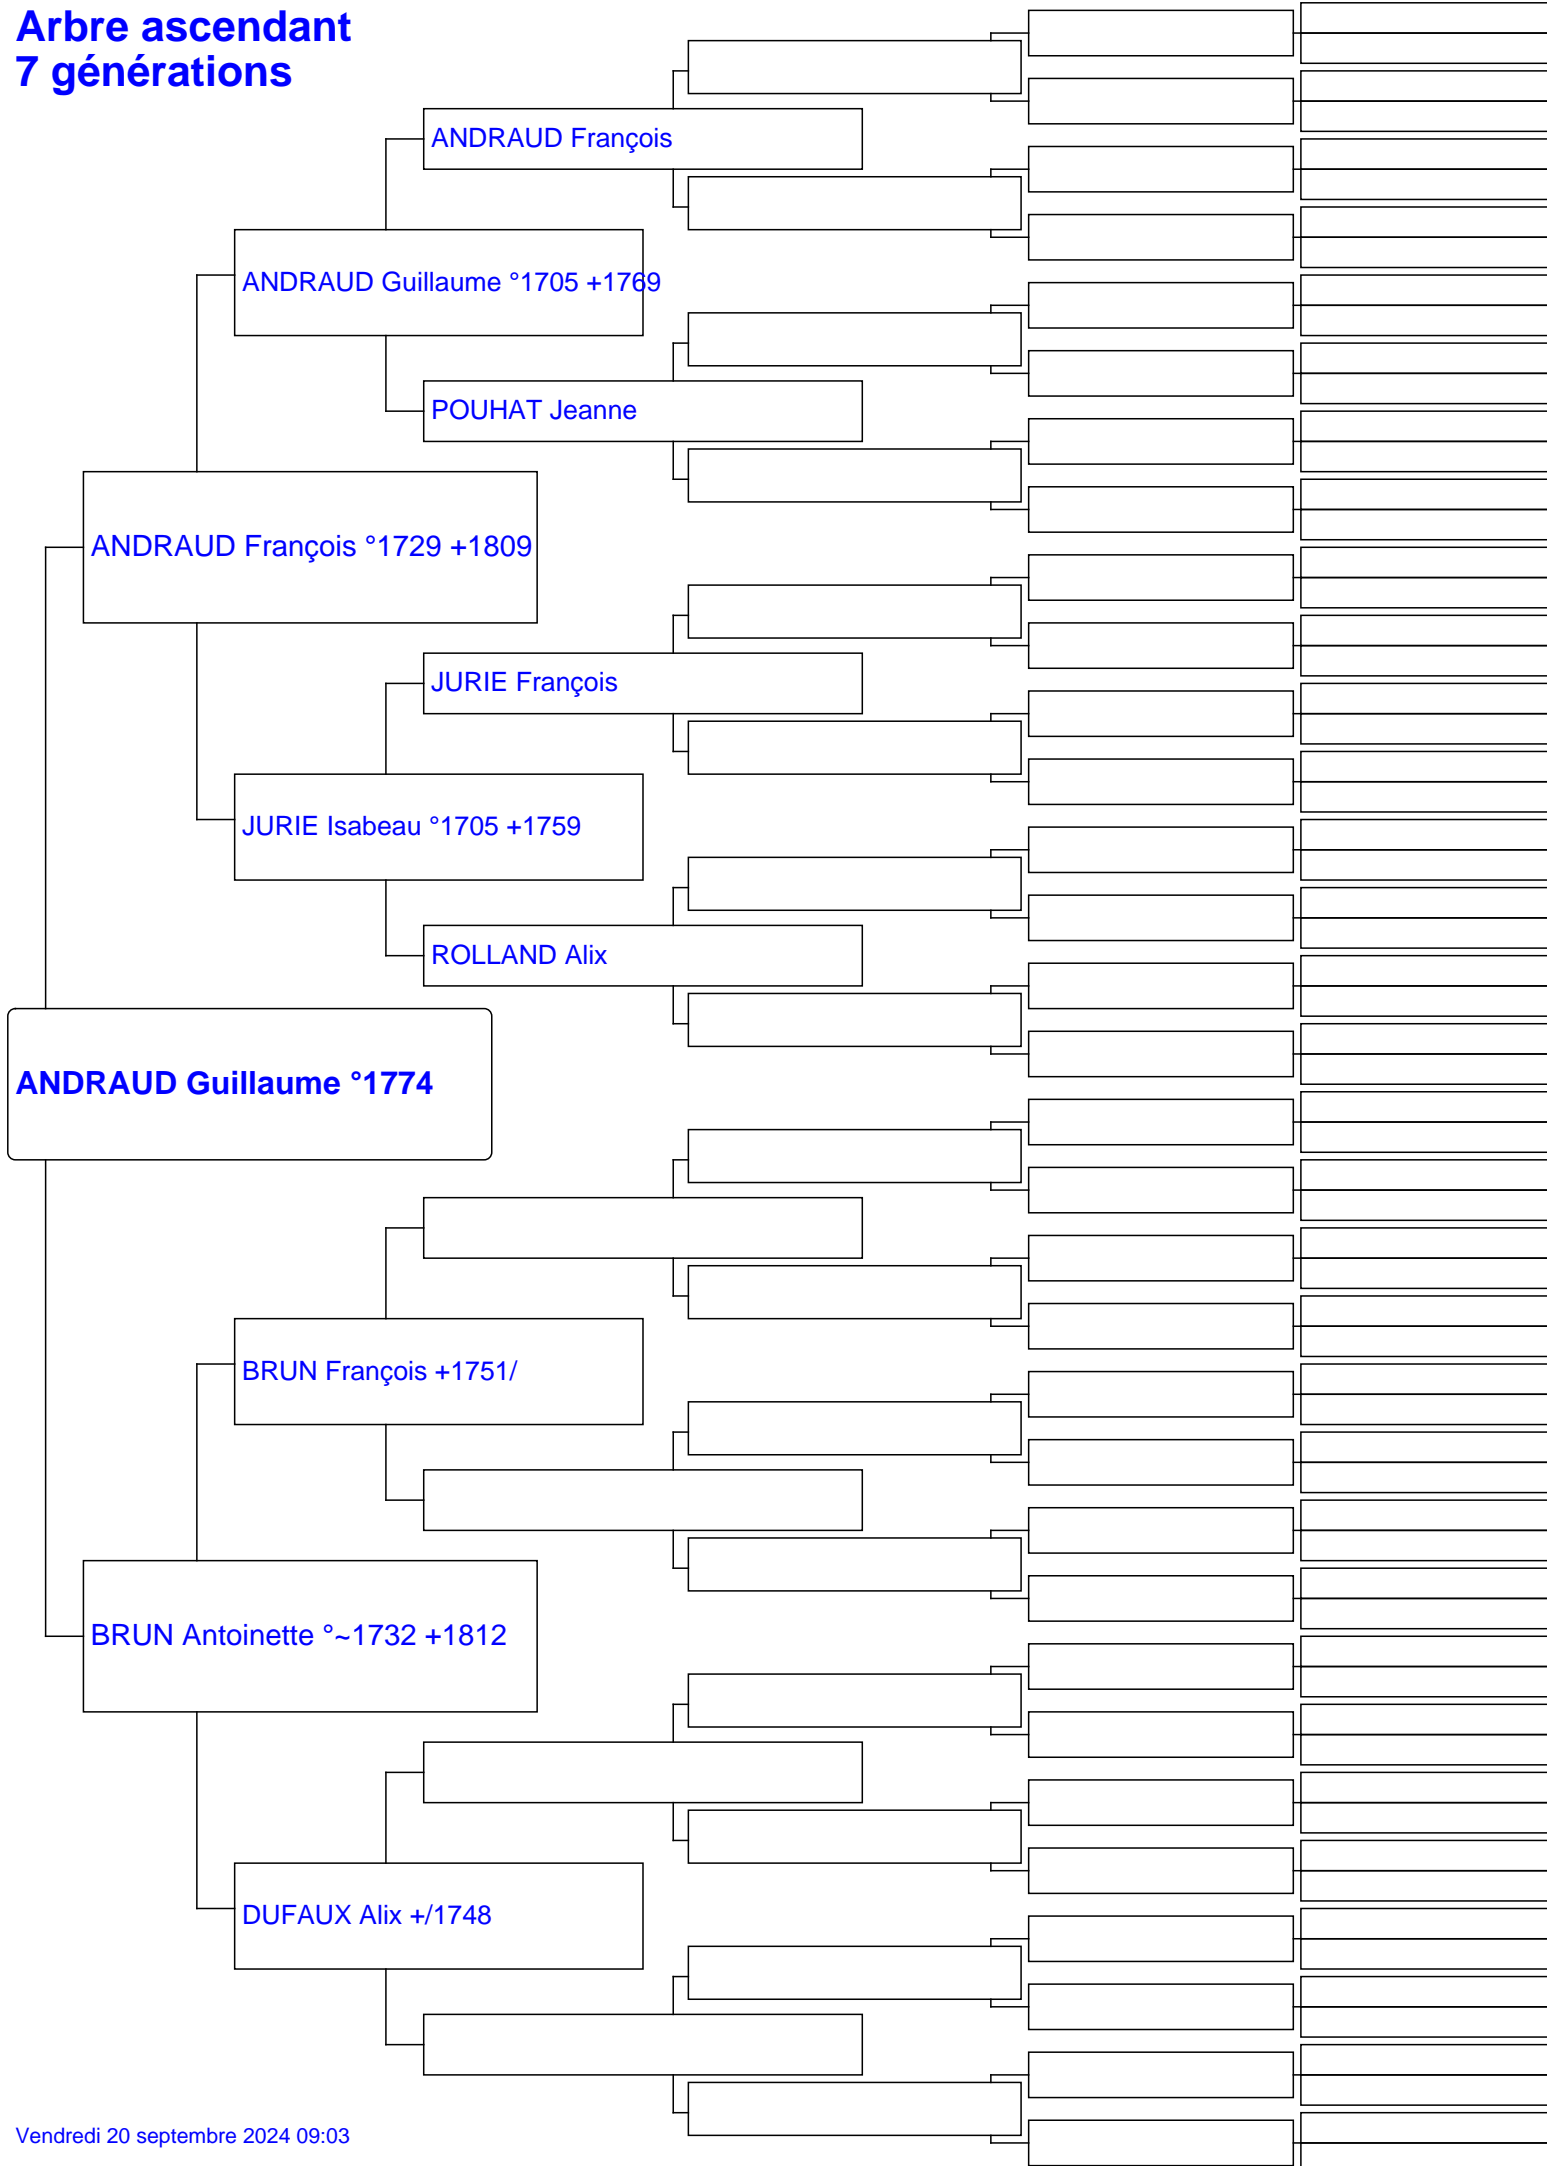 Arbre ascendant
7 générations
ANDRAUD François
ANDRAUD Guillaume °1705 +1769
POUHAT Jeanne
ANDRAUD François °1729 +1809
JURIE François
JURIE Isabeau °1705 +1759
ROLLAND Alix
ANDRAUD Guillaume °1774
BRUN François +1751/
BRUN Antoinette °~1732 +1812
DUFAUX Alix +/1748
Vendredi 20 septembre 2024 09:03